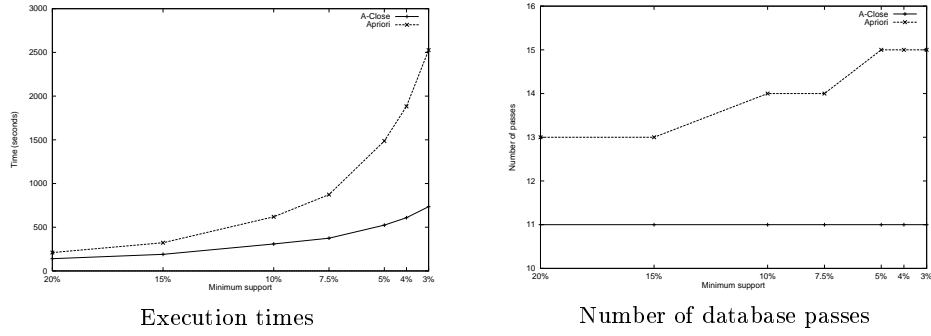 3000
2500
2000
1500
1000
500
0
Time (seconds)
A-Close
Apriori
20% 15% 10% 7.5% 5% 4% 3%
Minimum support
Execution times
16
15
14
13
12
11
10
Number of passes
A-Close
Apriori
20% 15% 10% 7.5% 5% 4% 3%
Minimum support
Number of database passes